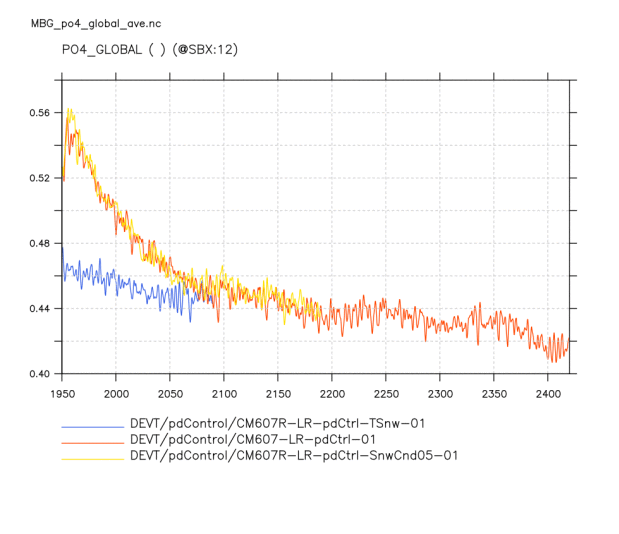 MBG_po4_global_ave.nc
PO4_GLOBAL ( ) (@SBX:12)
0.56
0.52
0.48
0.44
0.40
1950 2000 2050 2100 2150 2200 2250 2300 2350 2400
DEVT/pdControl/CM607R-LR-pdCtrl-TSnw-01
DEVT/pdControl/CM607-LR-pdCtrl-01
DEVT/pdControl/CM607R-LR-pdCtrl-SnwCnd05-01